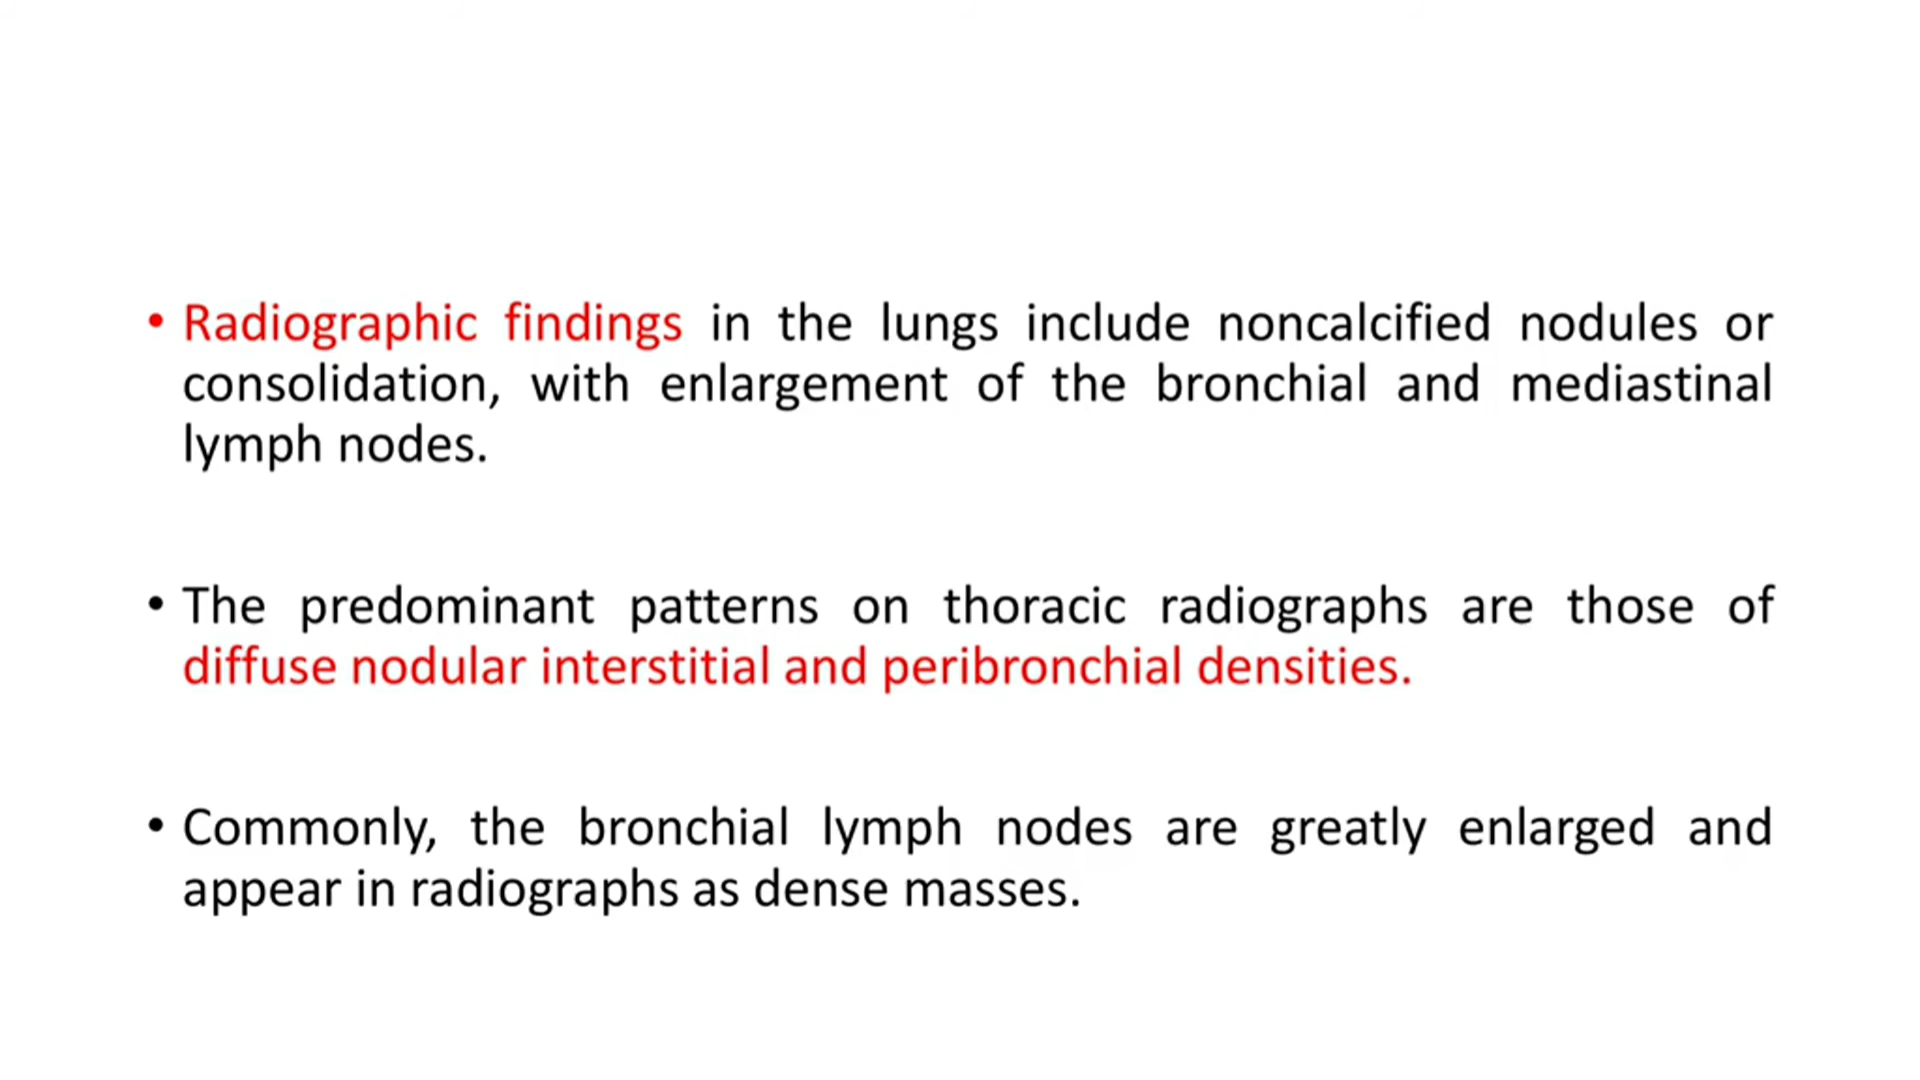 • Radiographic findings in the lungs include noncalcified nodules or
consolidation, with enlargement of the bronchial and mediastinal
lymph nodes.
• The predominant patterns on thoracic radiographs are those of
diffuse nodular interstitial and peribronchial densities.
• Commonly, the bronchial lymph nodes are greatly enlarged and
appear in radiographs as dense masses.